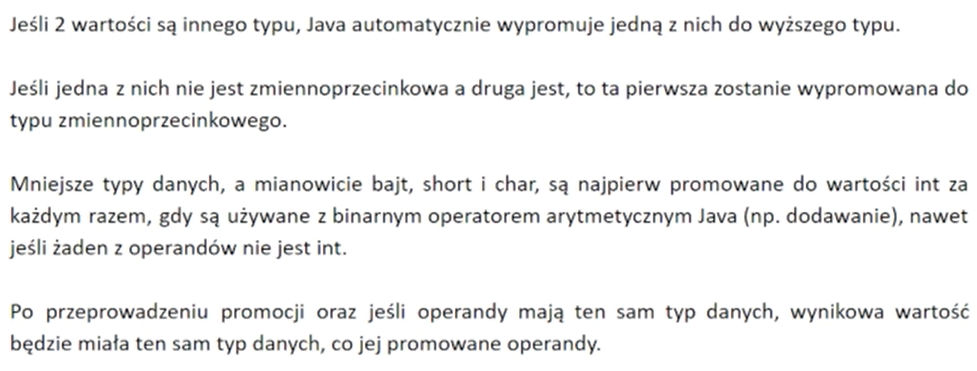 Jeśli 2 wartości są innego typu, Java automatycznie wypromuje jedną z nich do wyższego typu.
Jeśli jedna z nich nie jest zmiennoprzecinkowa a druga jest, to ta pierwsza zostanie wypromowana do
typu zmiennoprzecinkowego.
Mniejsze typy danych, a mianowicie bajt, short i char, są najpierw promowane do wartości int za
każdym razem, gdy są używane z binarnym operatorem arytmetycznym Java (np. dodawanie), nawet
jeśli żaden z operandów nie jest int.
Po przeprowadzeniu promocji oraz jeśli operandy mają ten sam typ danych, wynikowa wartość
będzie miała ten sam typ danych, co jej promowane operandy.